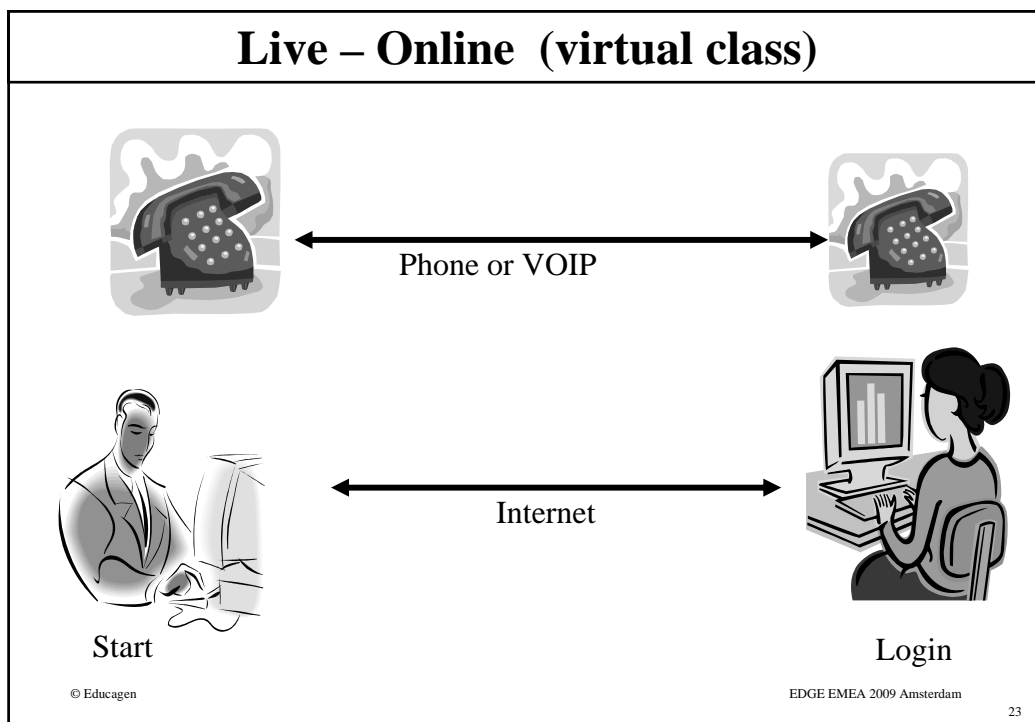 Live – Online (virtual class)
Phone or VOIP
Internet
Start
Login
© Educagen
EDGE EMEA 2009 Amsterdam
23